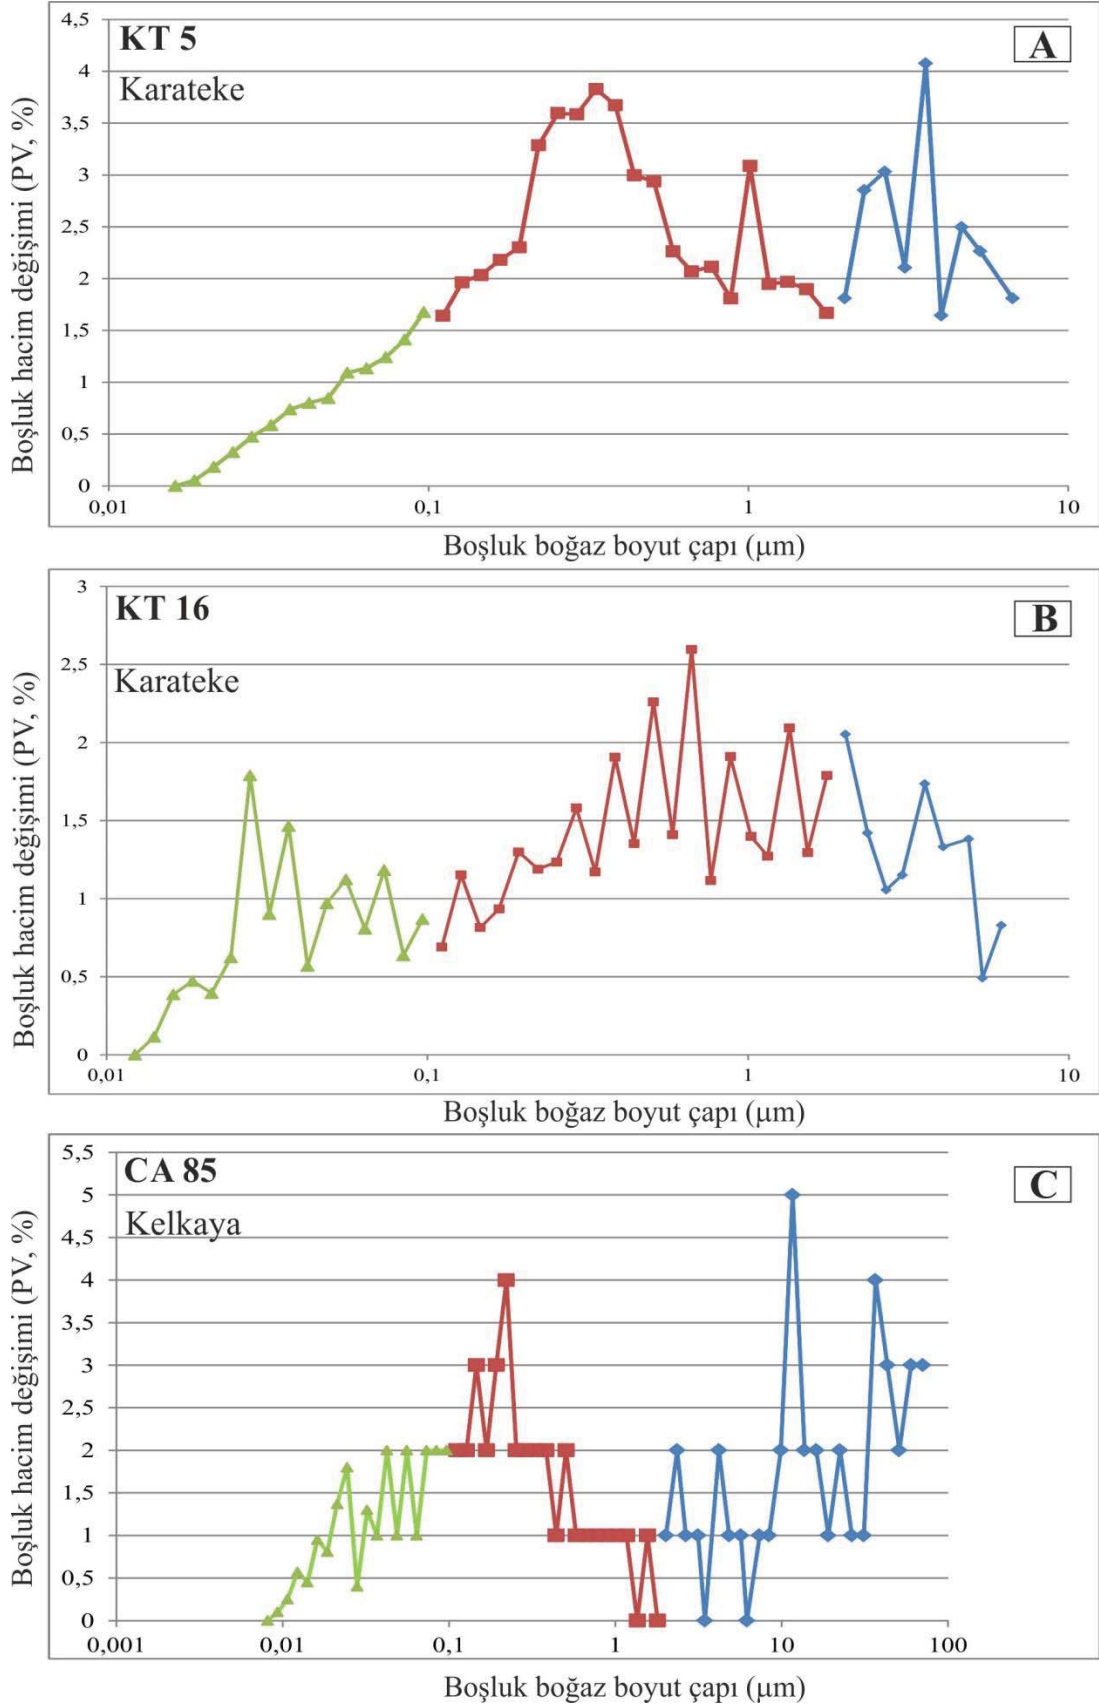 KT 5
A
Karateke
Boşluk hacim değişimi (PV, %)
4,5
4
3,5
3
2,5
2
1,5
1
0,5
0
0,01
0,1
1
10
Boşluk boğaz boyut çapı (μm)
KT 16
B
Karateke
Boşluk hacim değişimi (PV, %)
3
2,5
2
1,5
1
0,5
0
0,01
0,1
1
10
Boşluk boğaz boyut çapı (μm)
CA 85
C
Kelkaya
Boşluk hacim değişimi (PV, %)
5,5
5
4,5
4
3,5
3
2,5
2
1,5
1
0,5
0
0,001
0,01
0,1
1
10
100
Boşluk boğaz boyut çapı (μm)